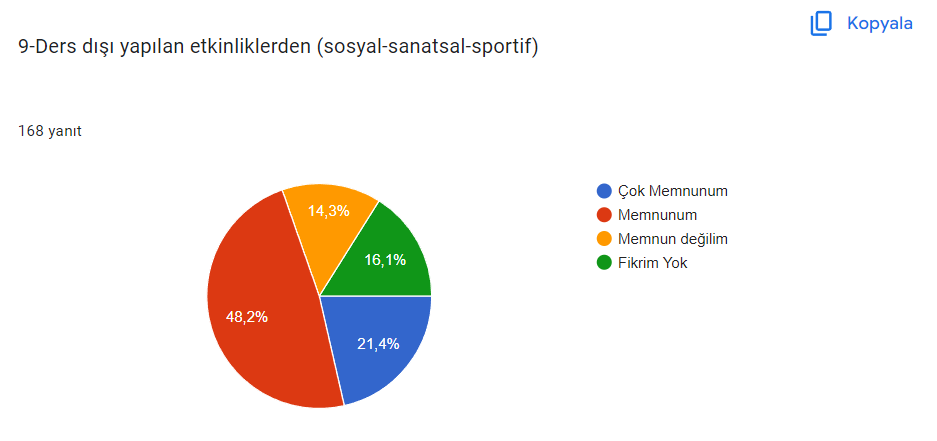 Kopyala
9-Ders dışı yapılan etkinliklerden (sosyal-sanatsal-sportif)
168 yanıt
Çok Memnunum
Memnunum
Memnun değilim
Fikrim Yok
14,3%
16,1%
48,2%
21,4%